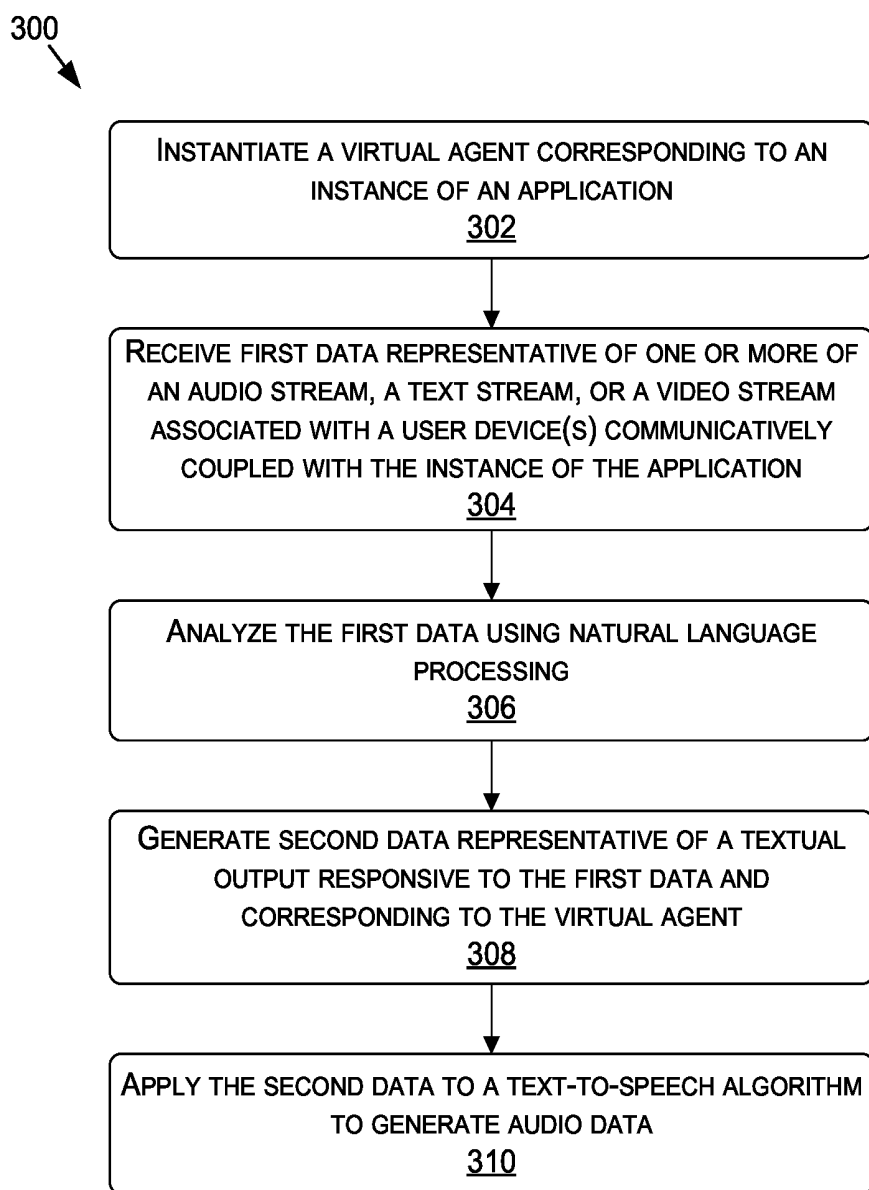 300
INSTANTIATE A VIRTUAL AGENT CORRESPONDING TO AN
INSTANCE OF AN APPLICATION
302
RECEIVE FIRST DATA REPRESENTATIVE OF ONE OR MORE OF
AN AUDIO STREAM, A TEXT STREAM, OR A VIDEO STREAM
ASSOCIATED WITH A USER DEVICE(S) COMMUNICATIVELY
COUPLED WITH THE INSTANCE OF THE APPLICATION
304
ANALYZE THE FIRST DATA USING NATURAL LANGUAGE
PROCESSING
306
GENERATE SECOND DATA REPRESENTATIVE OF A TEXTUAL
OUTPUT RESPONSIVE TO THE FIRST DATA AND
CORRESPONDING TO THE VIRTUAL AGENT
308
APPLY THE SECOND DATA TO A TEXT-TO-SPEECH ALGORITHM
TO GENERATE AUDIO DATA
310